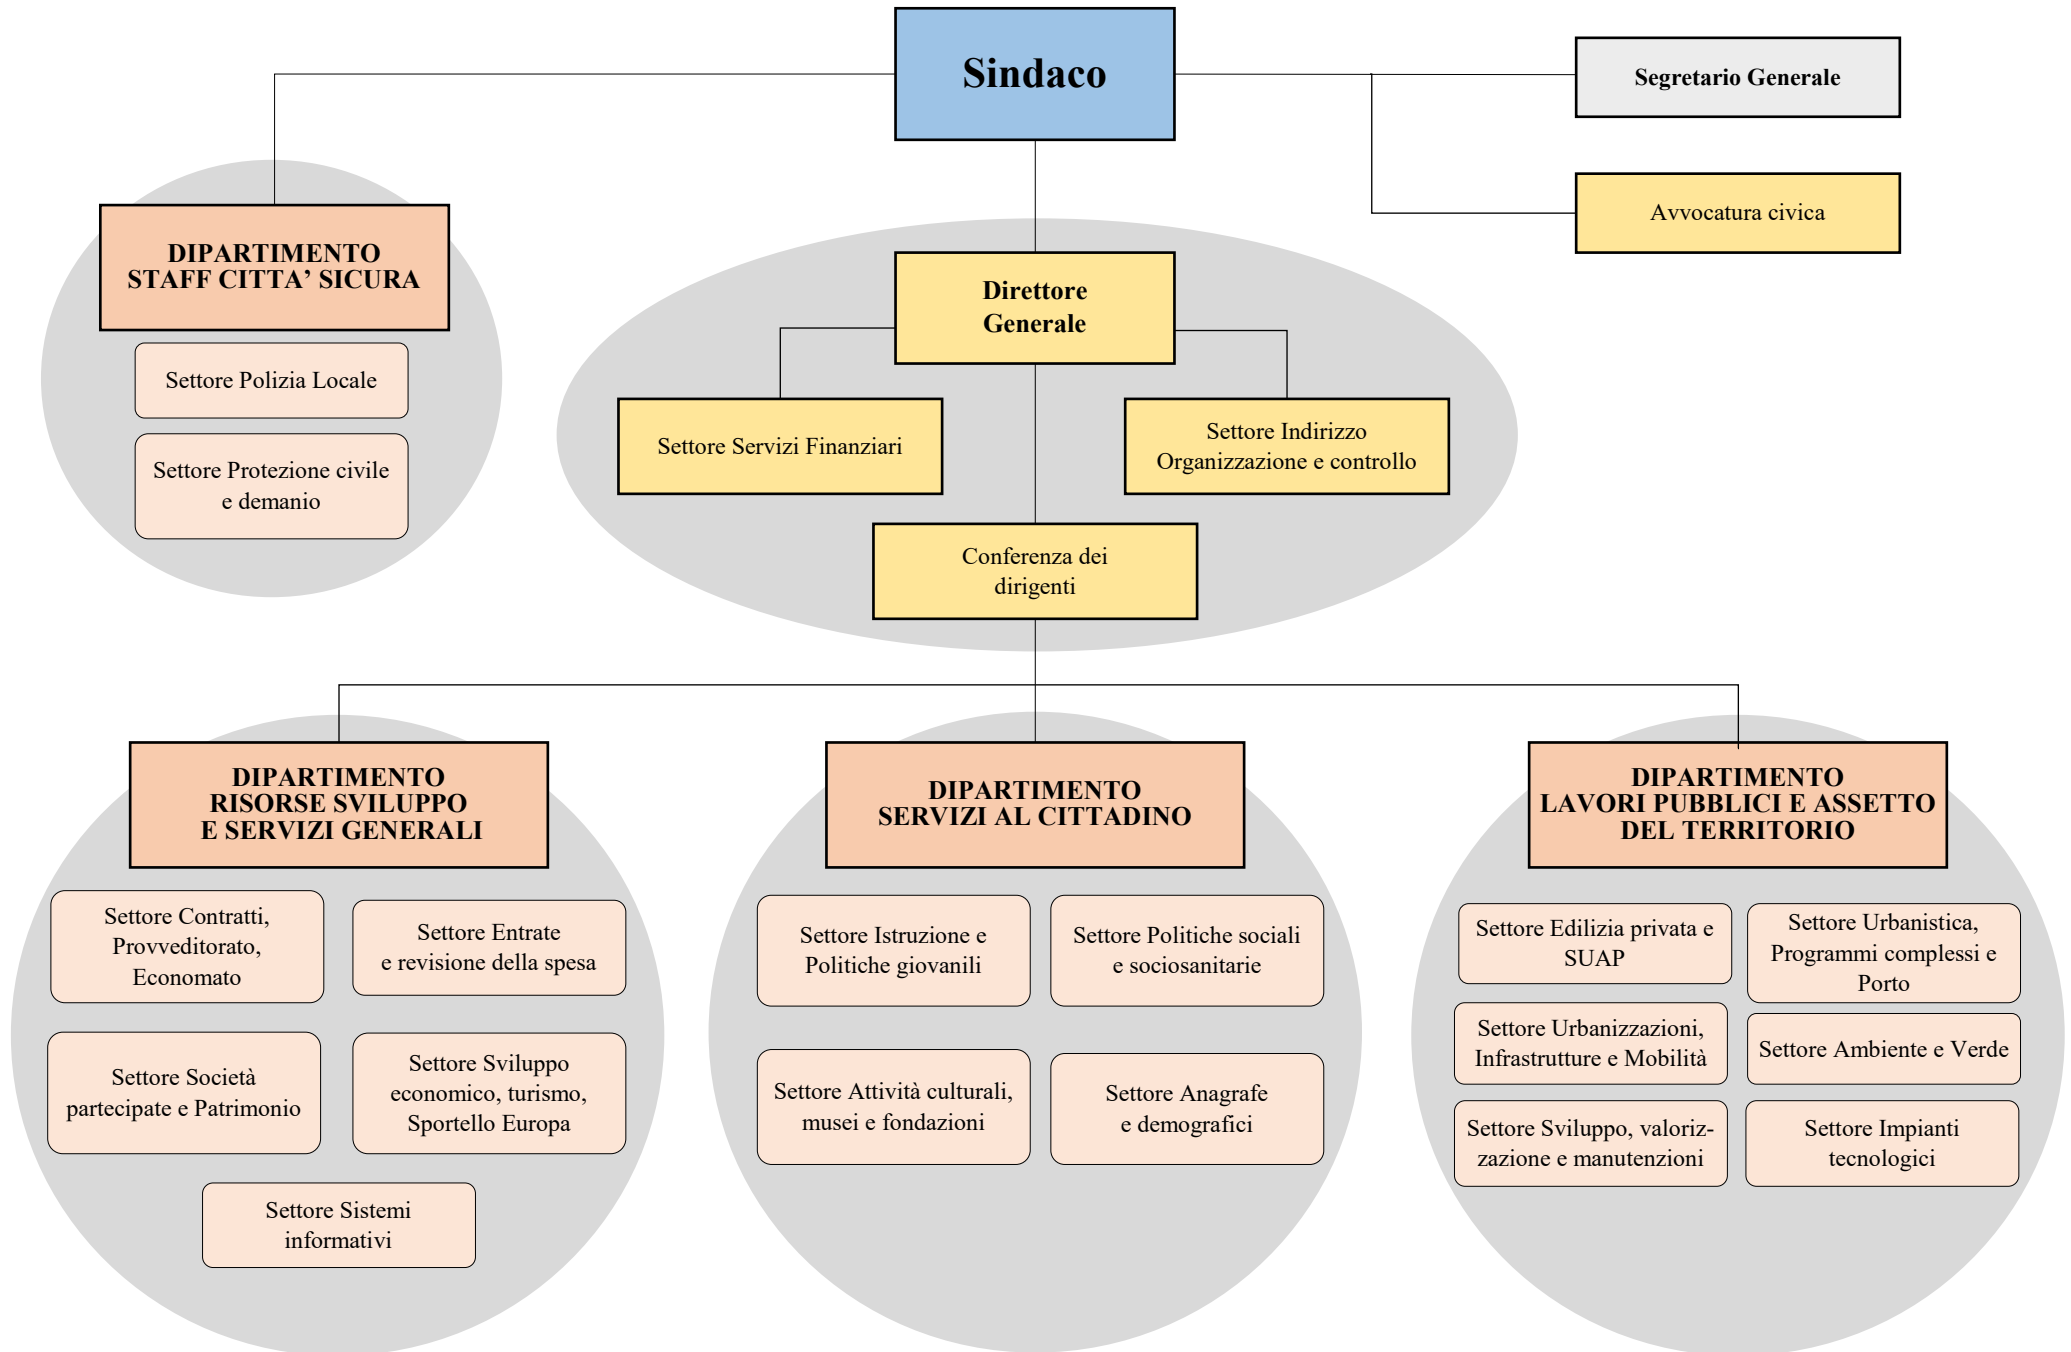 Sindaco
Segretario Generale
Avvocatura civica
DIPARTIMENTO
STAFF CITTA’ SICURA
Settore Polizia Locale
Settore Protezione civile
e demanio
Direttore
Generale
Settore Servizi Finanziari
Settore Indirizzo
Organizzazione e controllo
Conferenza dei
dirigenti
DIPARTIMENTO
RISORSE SVILUPPO
E SERVIZI GENERALI
Settore Contratti,
Provveditorato,
Economato
Settore Entrate
e revisione della spesa
Settore Società
partecipate e Patrimonio
Settore Sviluppo
economico, turismo,
Sportello Europa
Settore Sistemi
informativi
DIPARTIMENTO
SERVIZI AL CITTADINO
Settore Istruzione e
Politiche giovanili
Settore Politiche sociali
e sociosanitarie
Settore Attività culturali,
musei e fondazioni
Settore Anagrafe
e demografici
DIPARTIMENTO
LAVORI PUBBLICI E ASSETTO
DEL TERRITORIO
Settore Edilizia privata e
SUAP
Settore Urbanistica,
Programmi complessi e
Porto
Settore Urbanizzazioni,
Infrastrutture e Mobilità
Settore Ambiente e Verde
Settore Sviluppo, valoriz-
zazione e manutenzioni
Settore Impianti
tecnologici